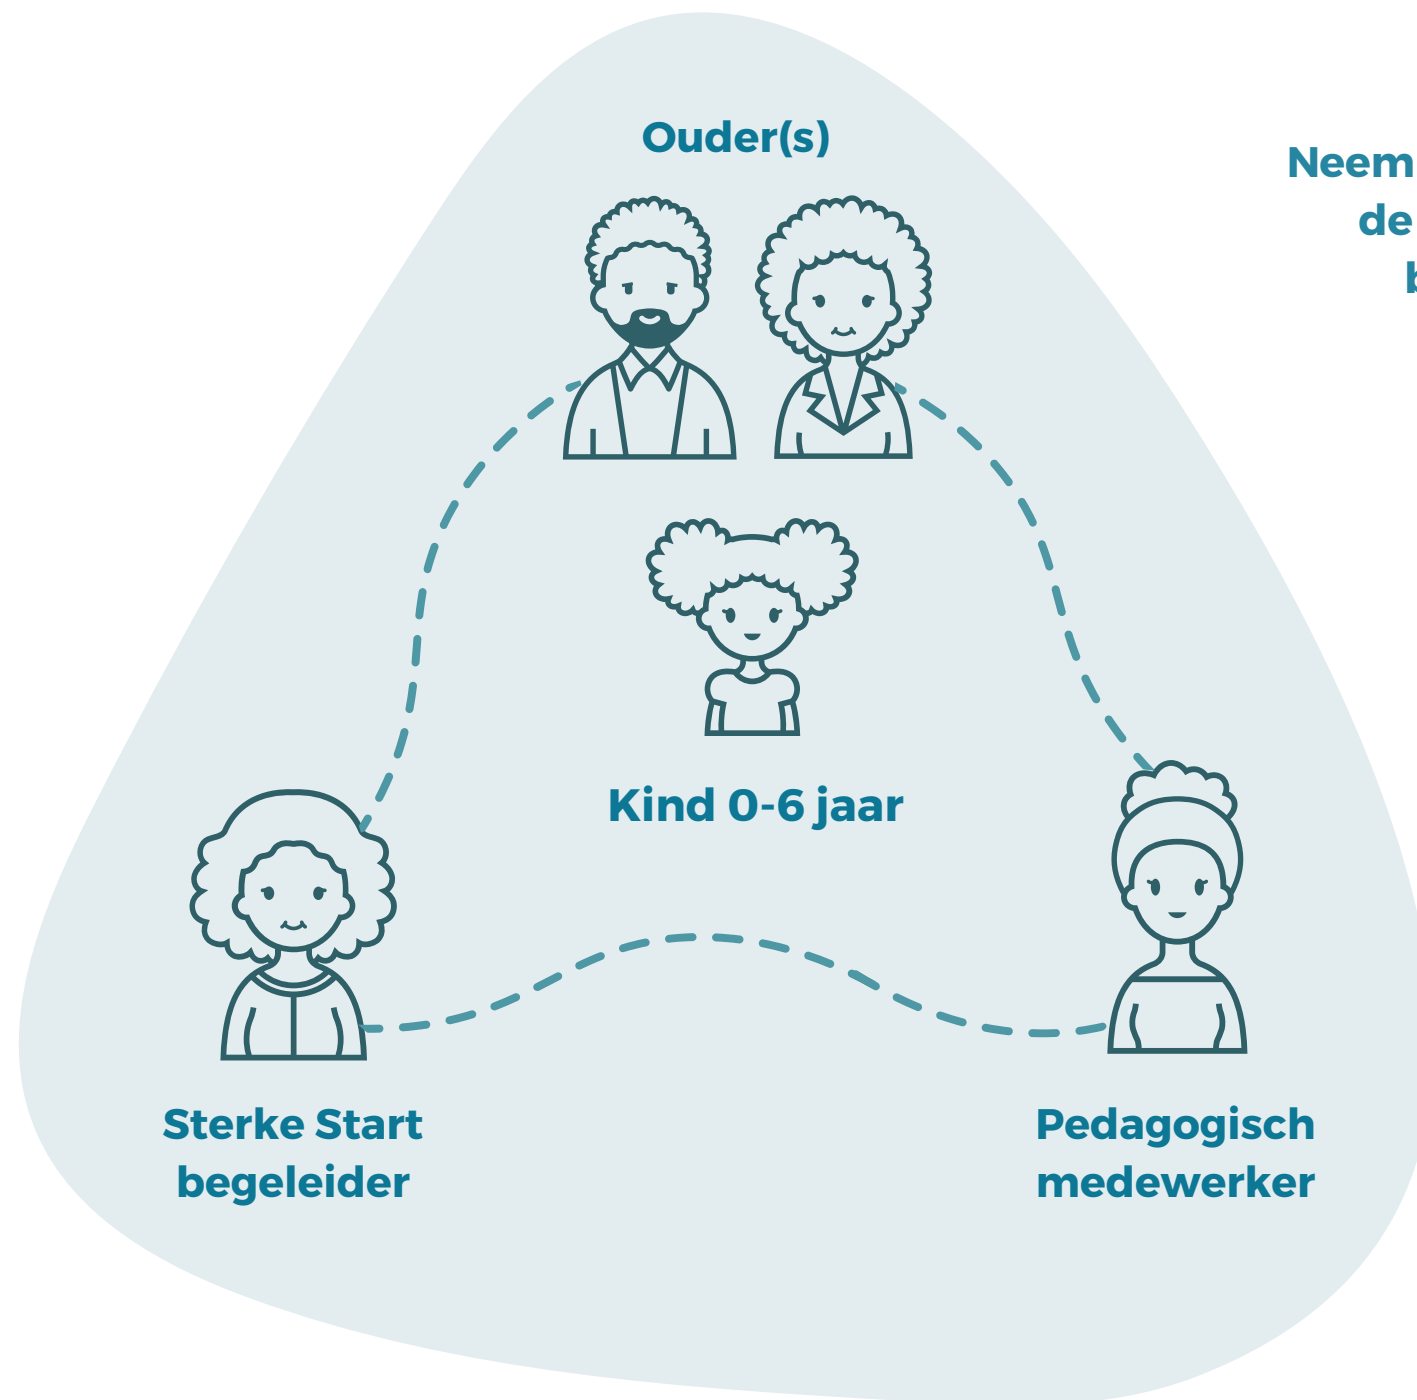 Ouder(s)
Neem
de
Kind 0-6 jaar
Sterke Start
begeleider
Pedagogisch
medewerker